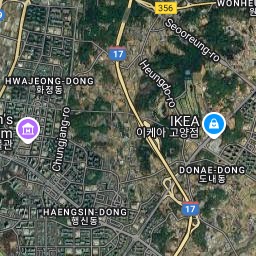 356
WONHEU
Seooreung-ro
17
Heungdo-ro
HWAJEONG-DONG
화정동
Chungjang-ro
IKEA
이케아 고양점
DONAE-DONG
도내동
HAENGSIN-DONG
행신동
17